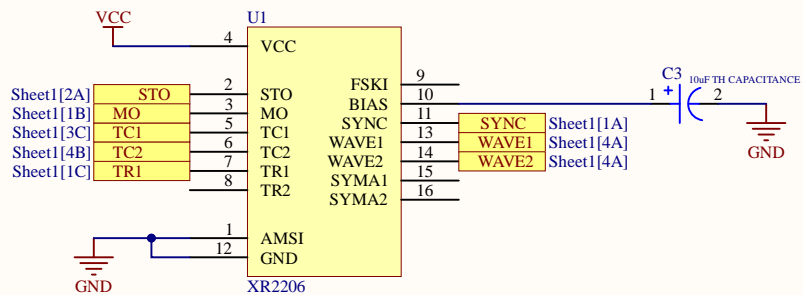 VCC
U1
4 VCC
Sheet1[2A] STO 2 STO
Sheet1[1B] MO 3 MO
Sheet1[3C] TC1 5 TC1
Sheet1[4B] TC2 6 TC2
Sheet1[1C] TR1 7 TR1
8 TR2
1 AMSI
12 GND
GND
XR2206
FSKI 9
BIAS 10
SYNC 11 SYNC Sheet1[1A]
WAVE1 13 WAVE1 Sheet1[4A]
WAVE2 14 WAVE2 Sheet1[4A]
SYMA1 15
SYMA2 16
C3 10uF TH CAPACITANCE
1 + 2
GND